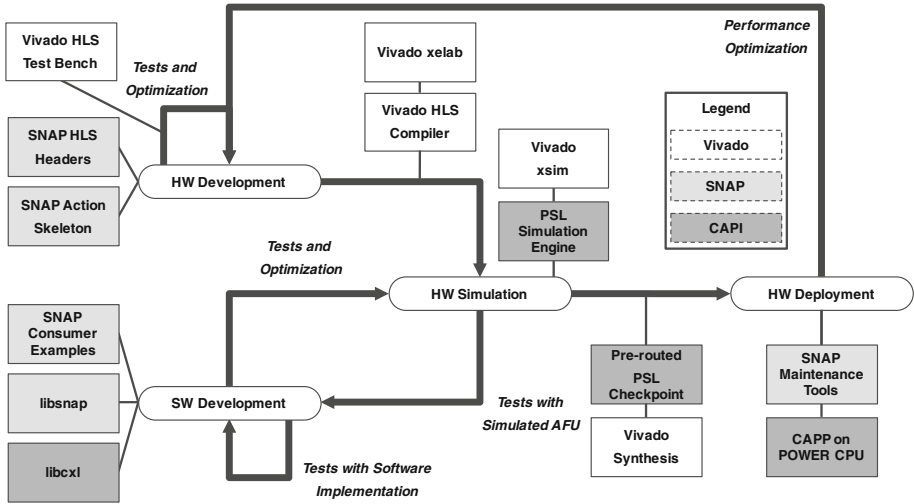 Vivado HLS
Test Bench
Tests and
Optimization
Vivado xelab
Performance
Optimization
Vivado HLS
Compiler
Legend
Vivado
SNAP
CAPI
SNAP HLS
Headers
SNAP Action
Skeleton
HW Development
Vivado
xsim
PSL
Simulation
Engine
Tests and
Optimization
HW Simulation
HW Deployment
SNAP
Consumer
Examples
libsnap
libcxl
SW Development
Pre-routed
PSL
Checkpoint
Vivado
Synthesis
SNAP
Maintenance
Tools
CAPP on
POWER CPU
Tests with
Simulated AFU
Tests with Software
Implementation